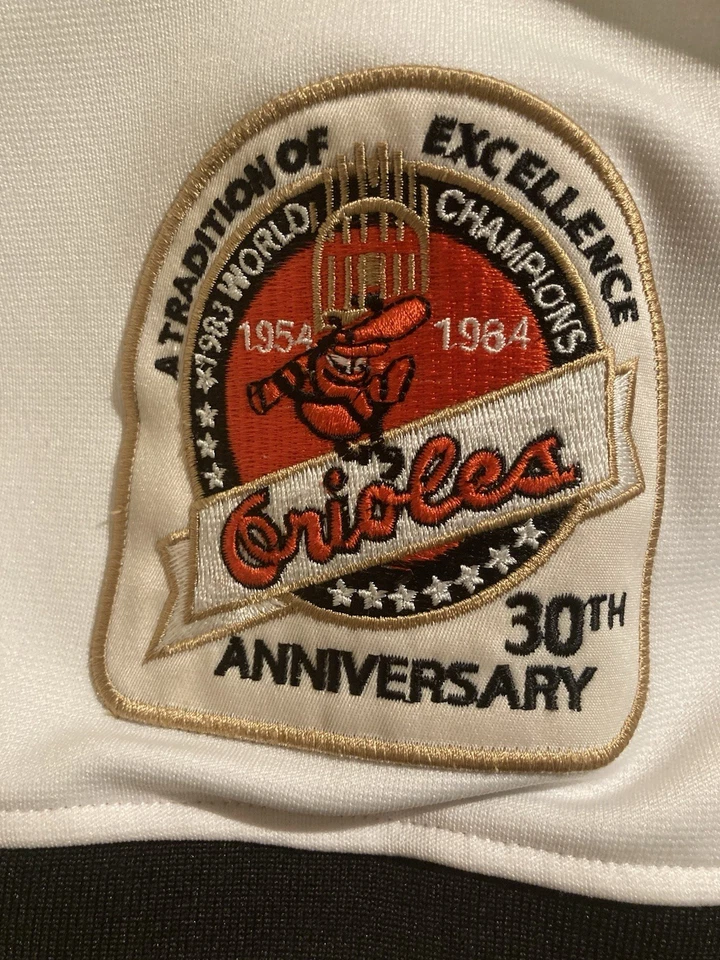 A TRADITION OF EXCELLENCE
1983 WORLD CHAMPIONS
1954 1984
Orioles
30TH
ANNIVERSARY